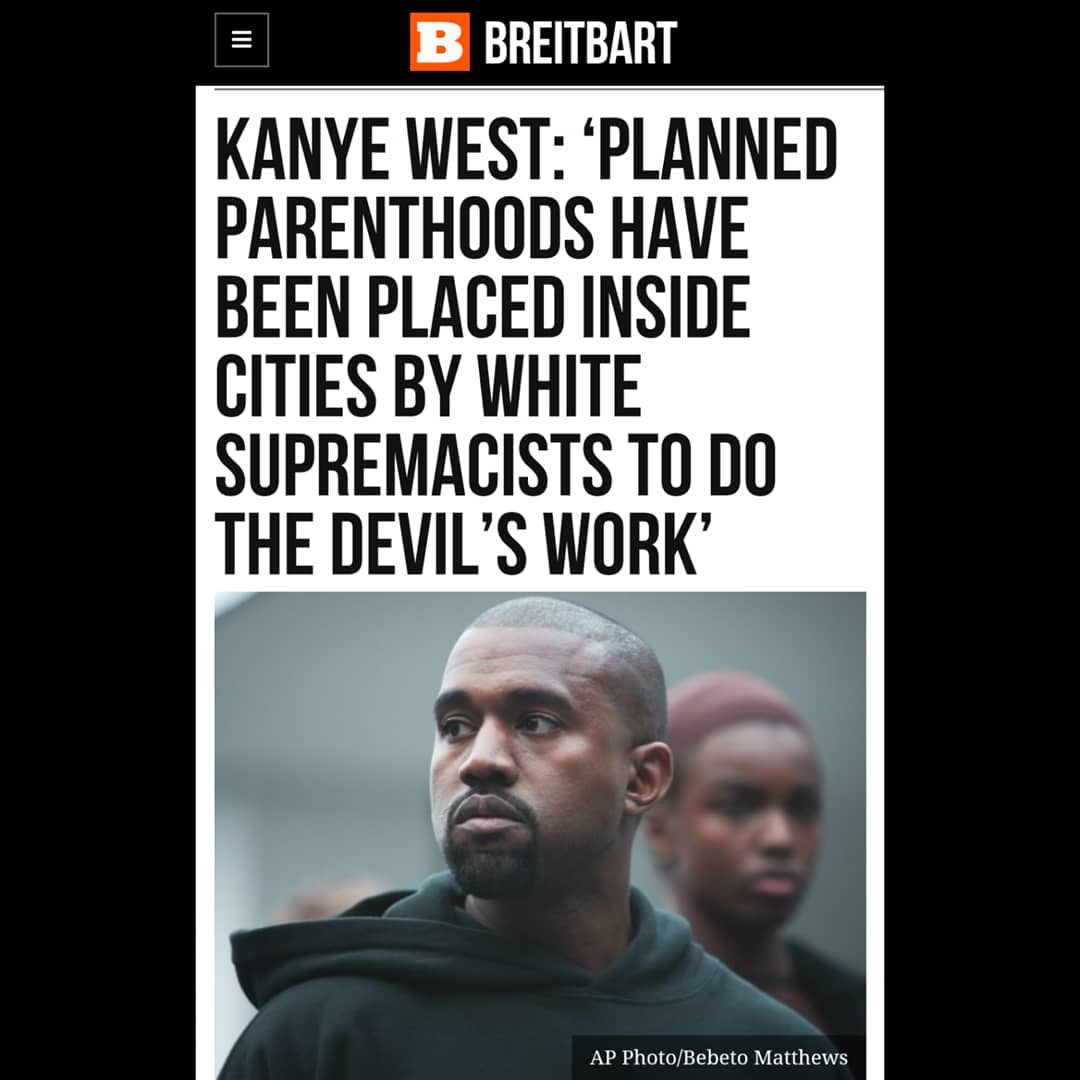 B BREITBART
KANYE WEST: ‘PLANNED
PARENTHOODS HAVE
BEEN PLACED INSIDE
CITIES BY WHITE
SUPREMACISTS TO DO
THE DEVIL’S WORK’
AP Photo/Bebeto Matthews